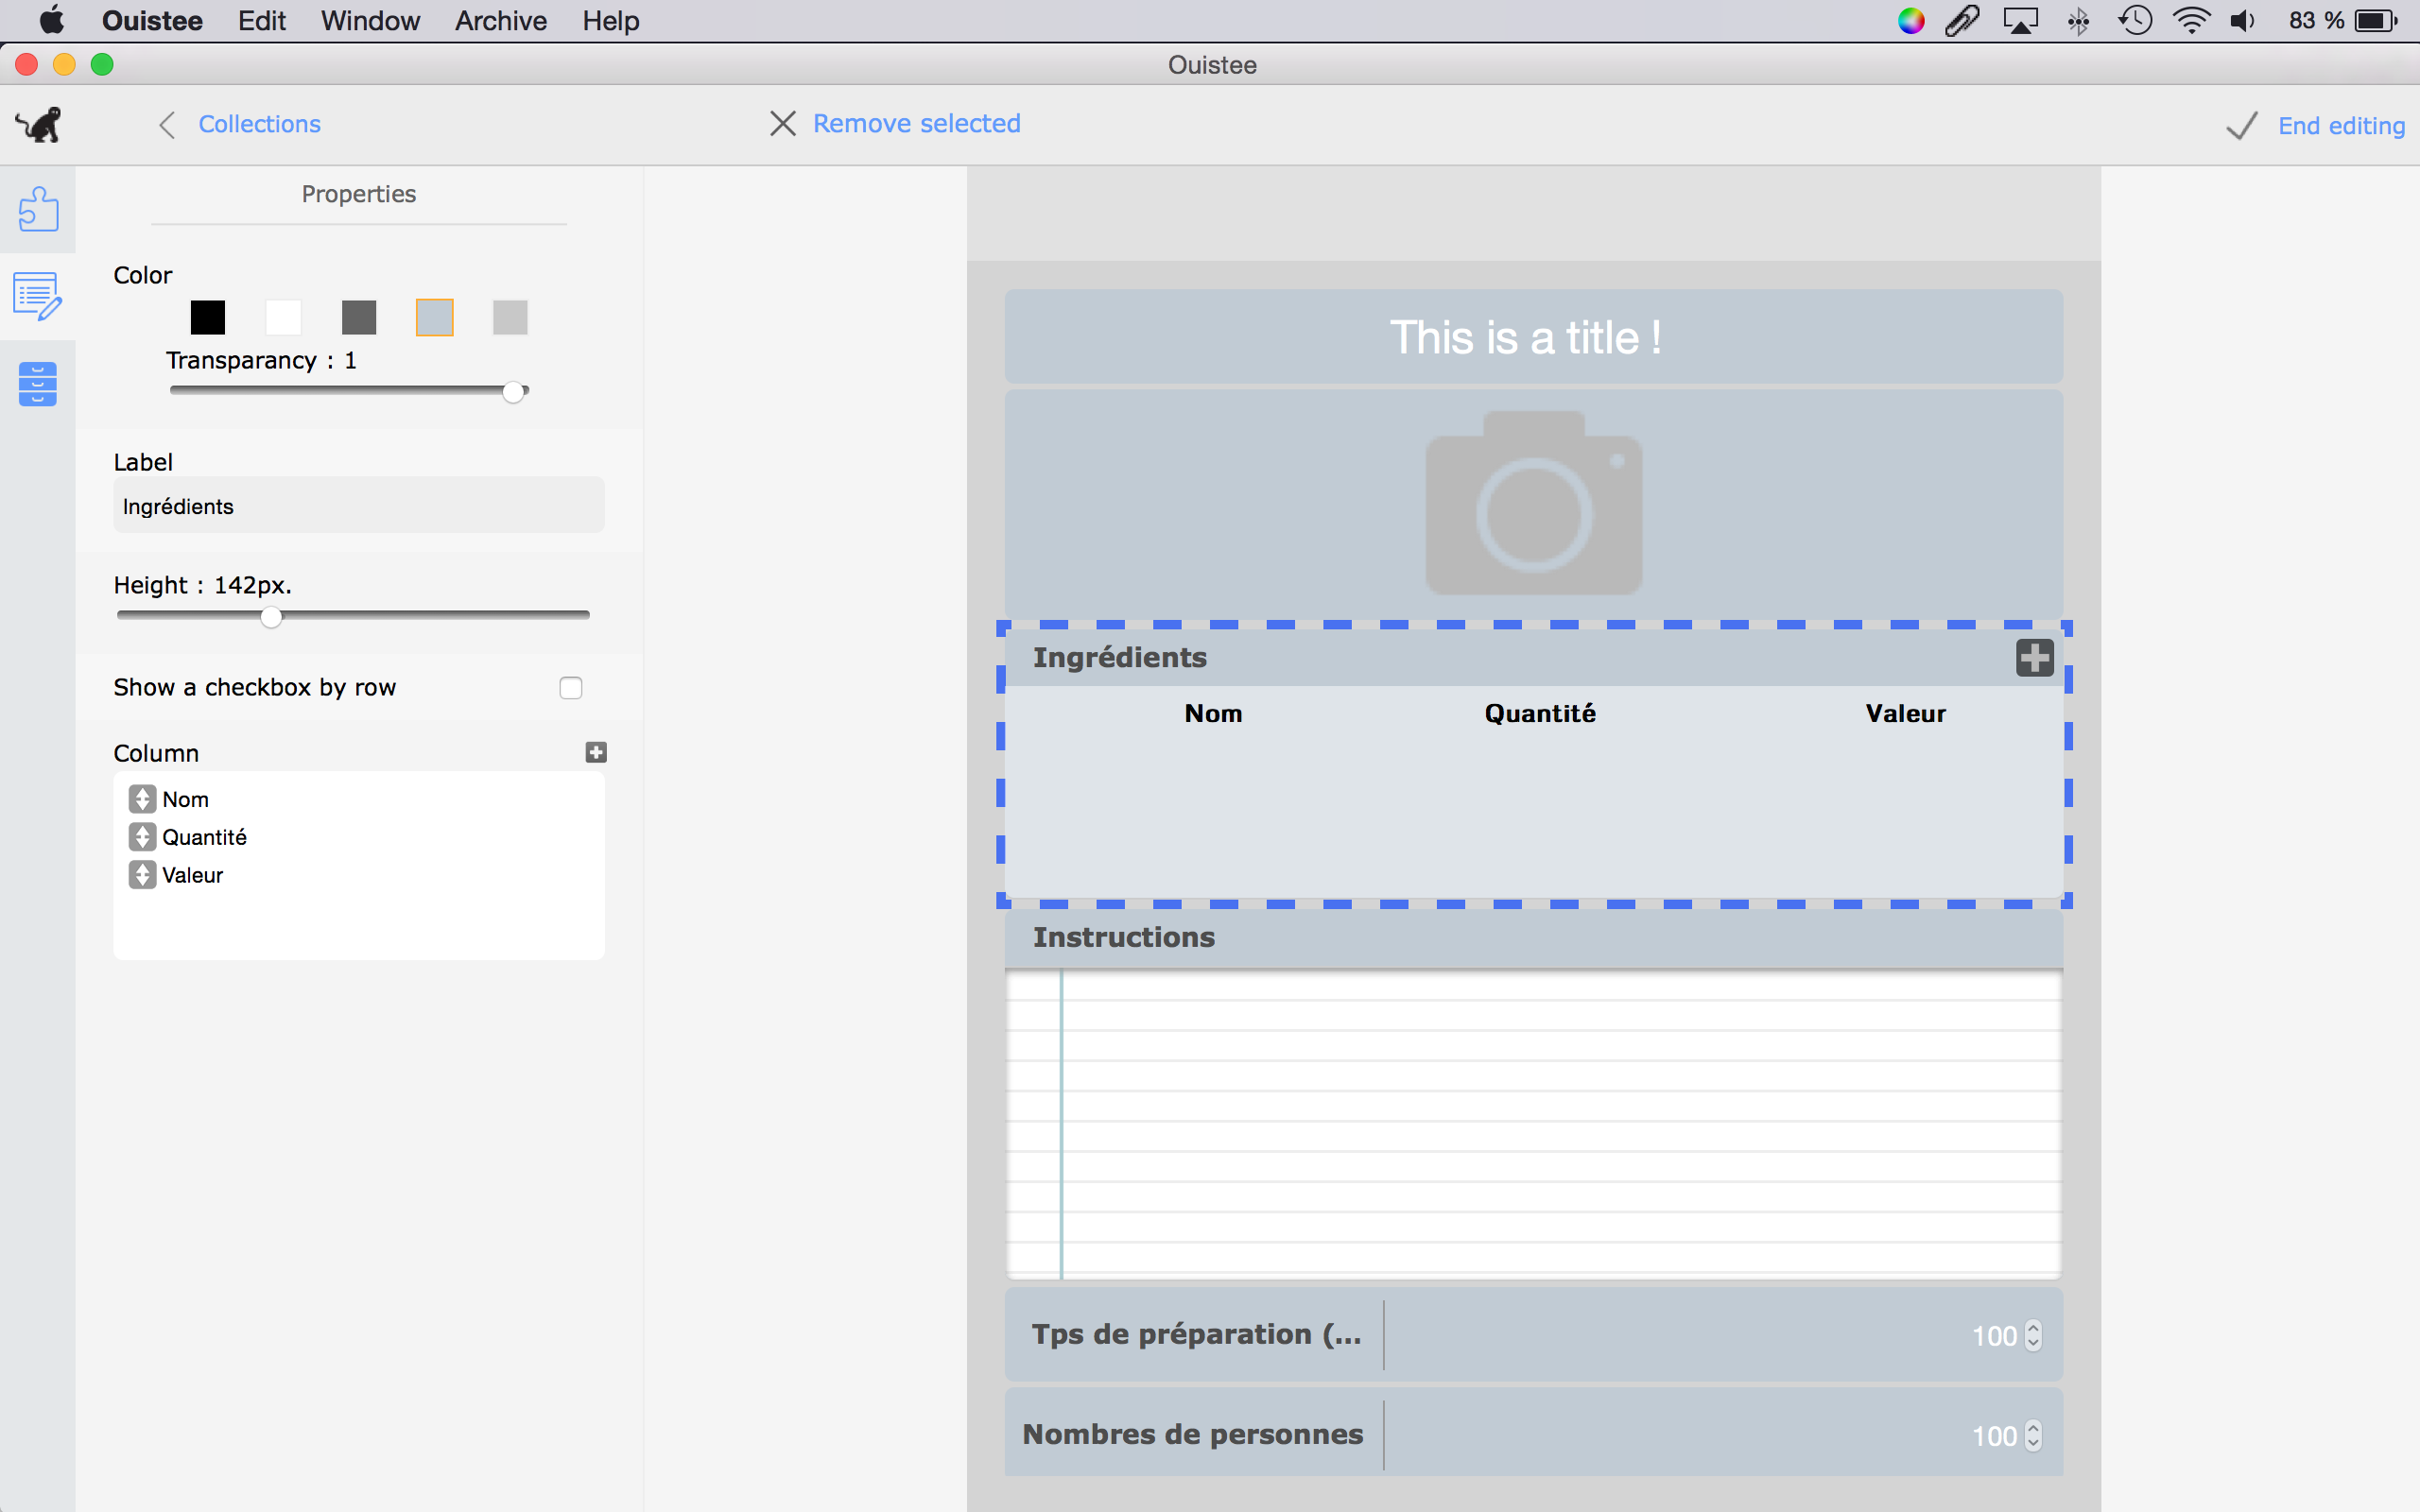 Ouistee Edit Window Archive Help 83 %
Ouistee
Collections Remove selected End editing
Properties
Color
Transparancy : 1
Label
Ingrédients
Height : 142px.
Show a checkbox by row
Column
Nom
Quantité
Valeur
This is a title !
Ingrédients
Nom Quantité Valeur
Instructions
Tps de préparation (... 100
Nombres de personnes 100